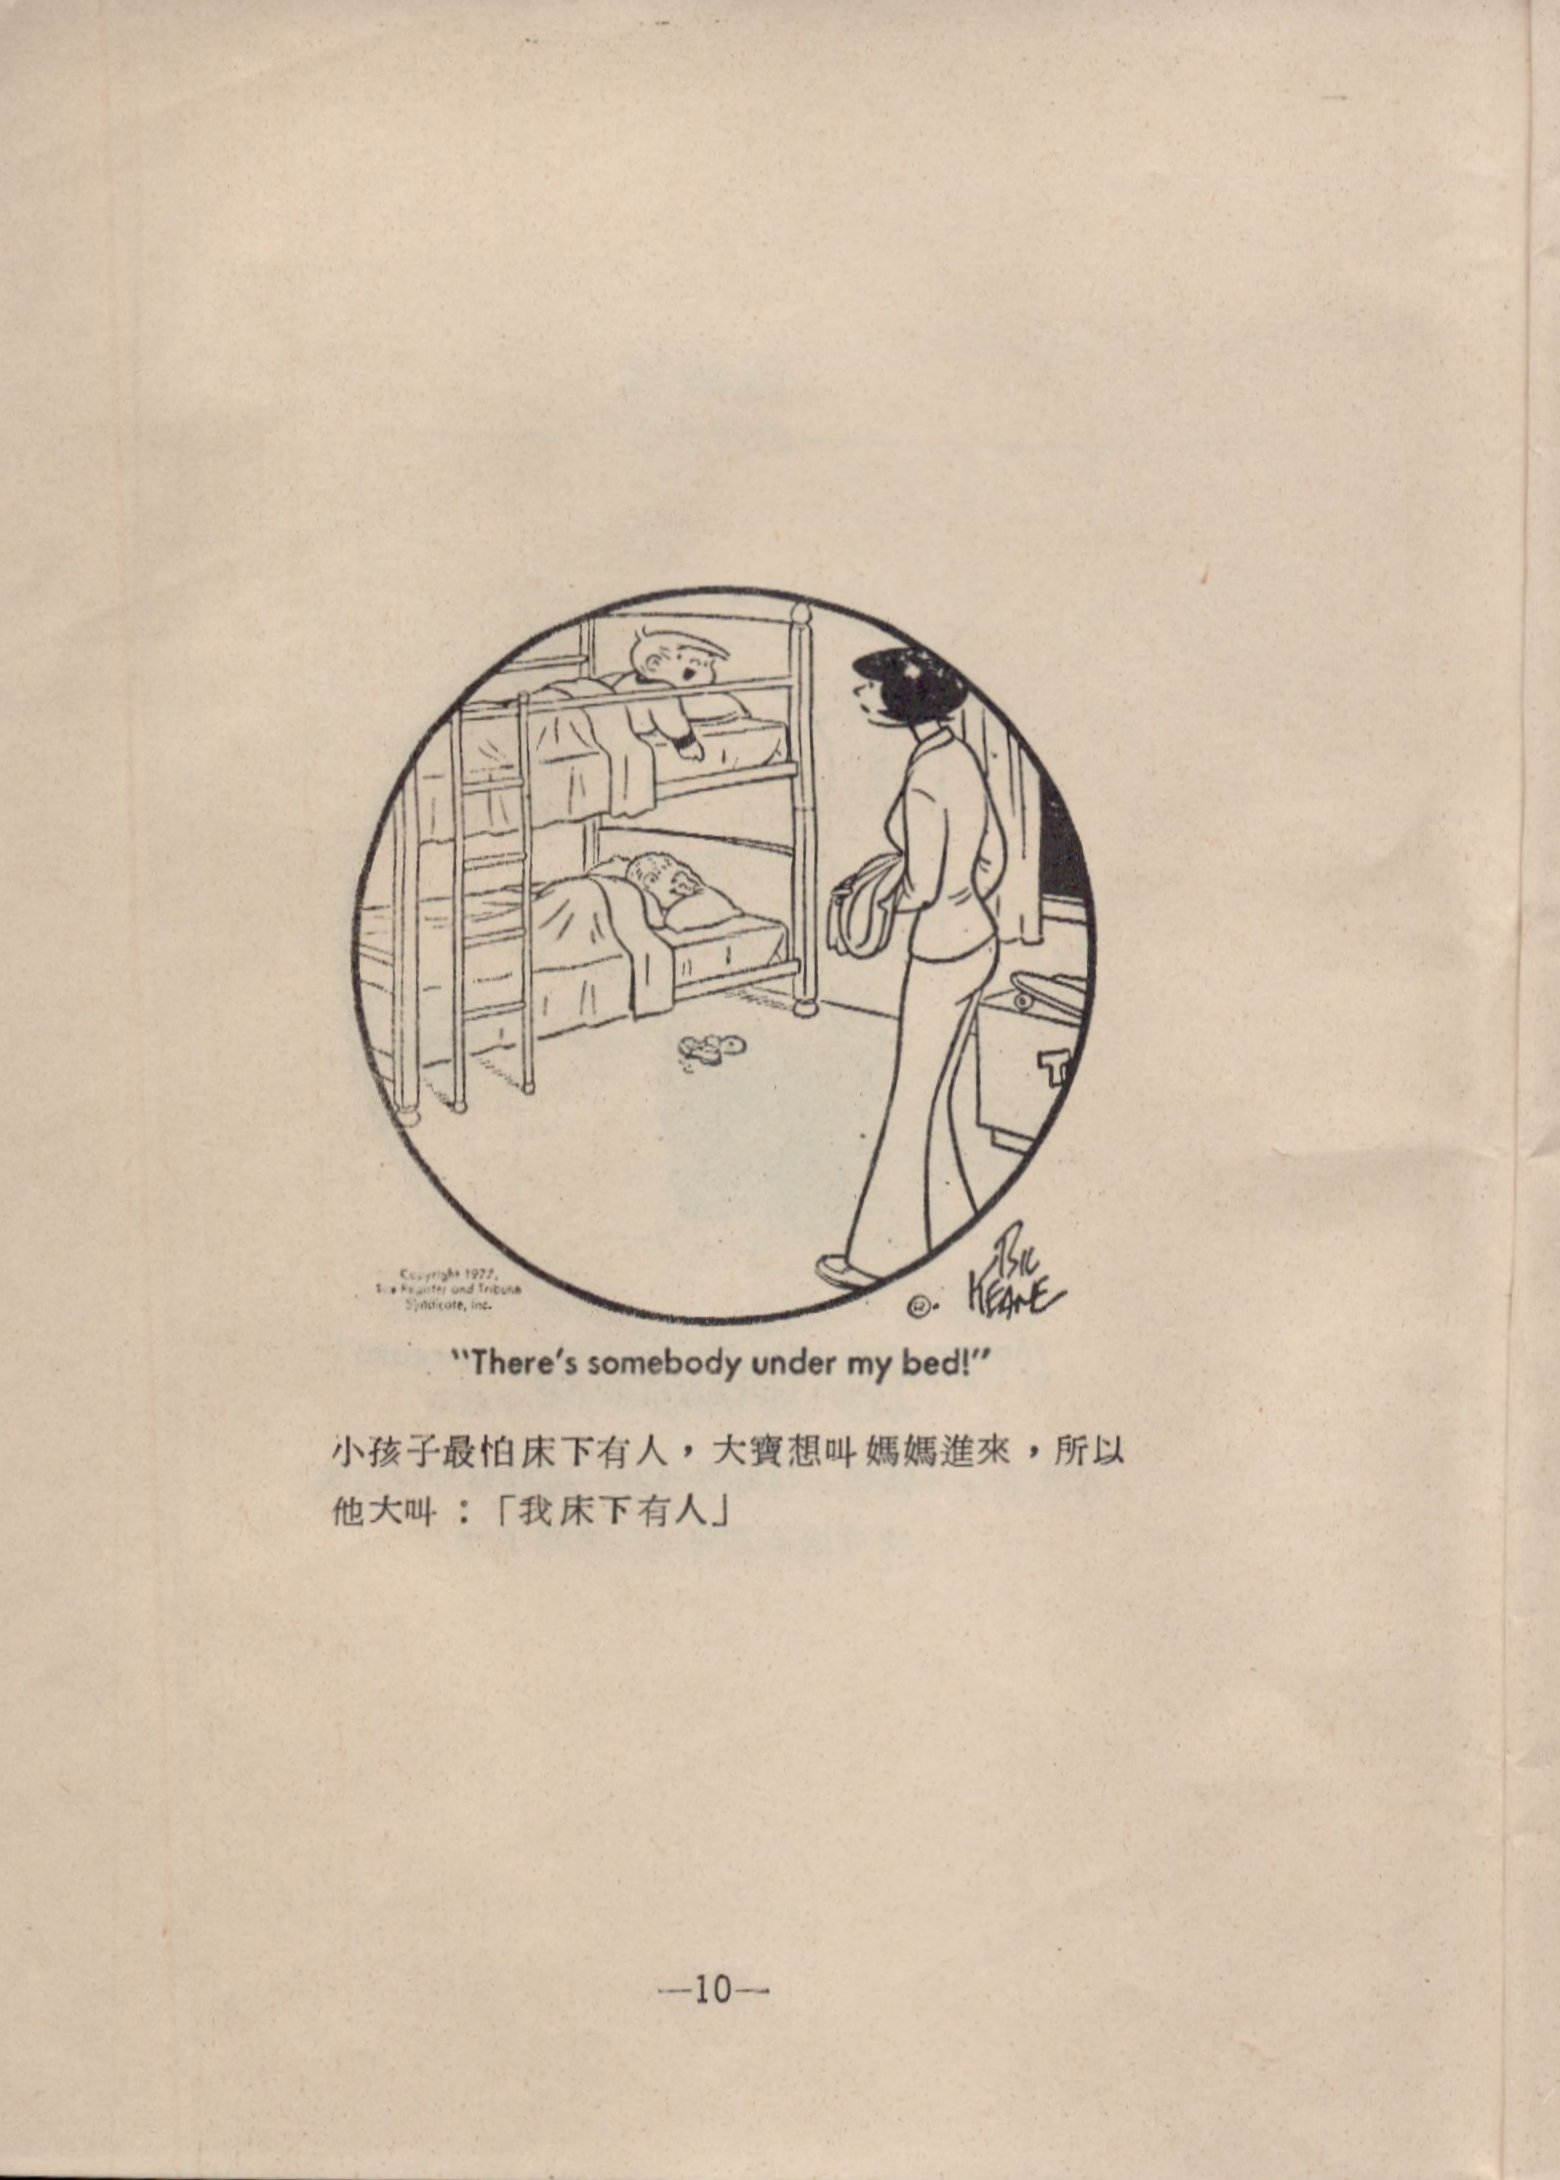 Copyright 1977,
The Register and Tribune
Syndicate, Inc.
®.
BIL
KEANE
"There's somebody under my bed!"
小孩子最怕床下有人，大寶想叫媽媽進來，所以
他大叫：「我床下有人」
—10—